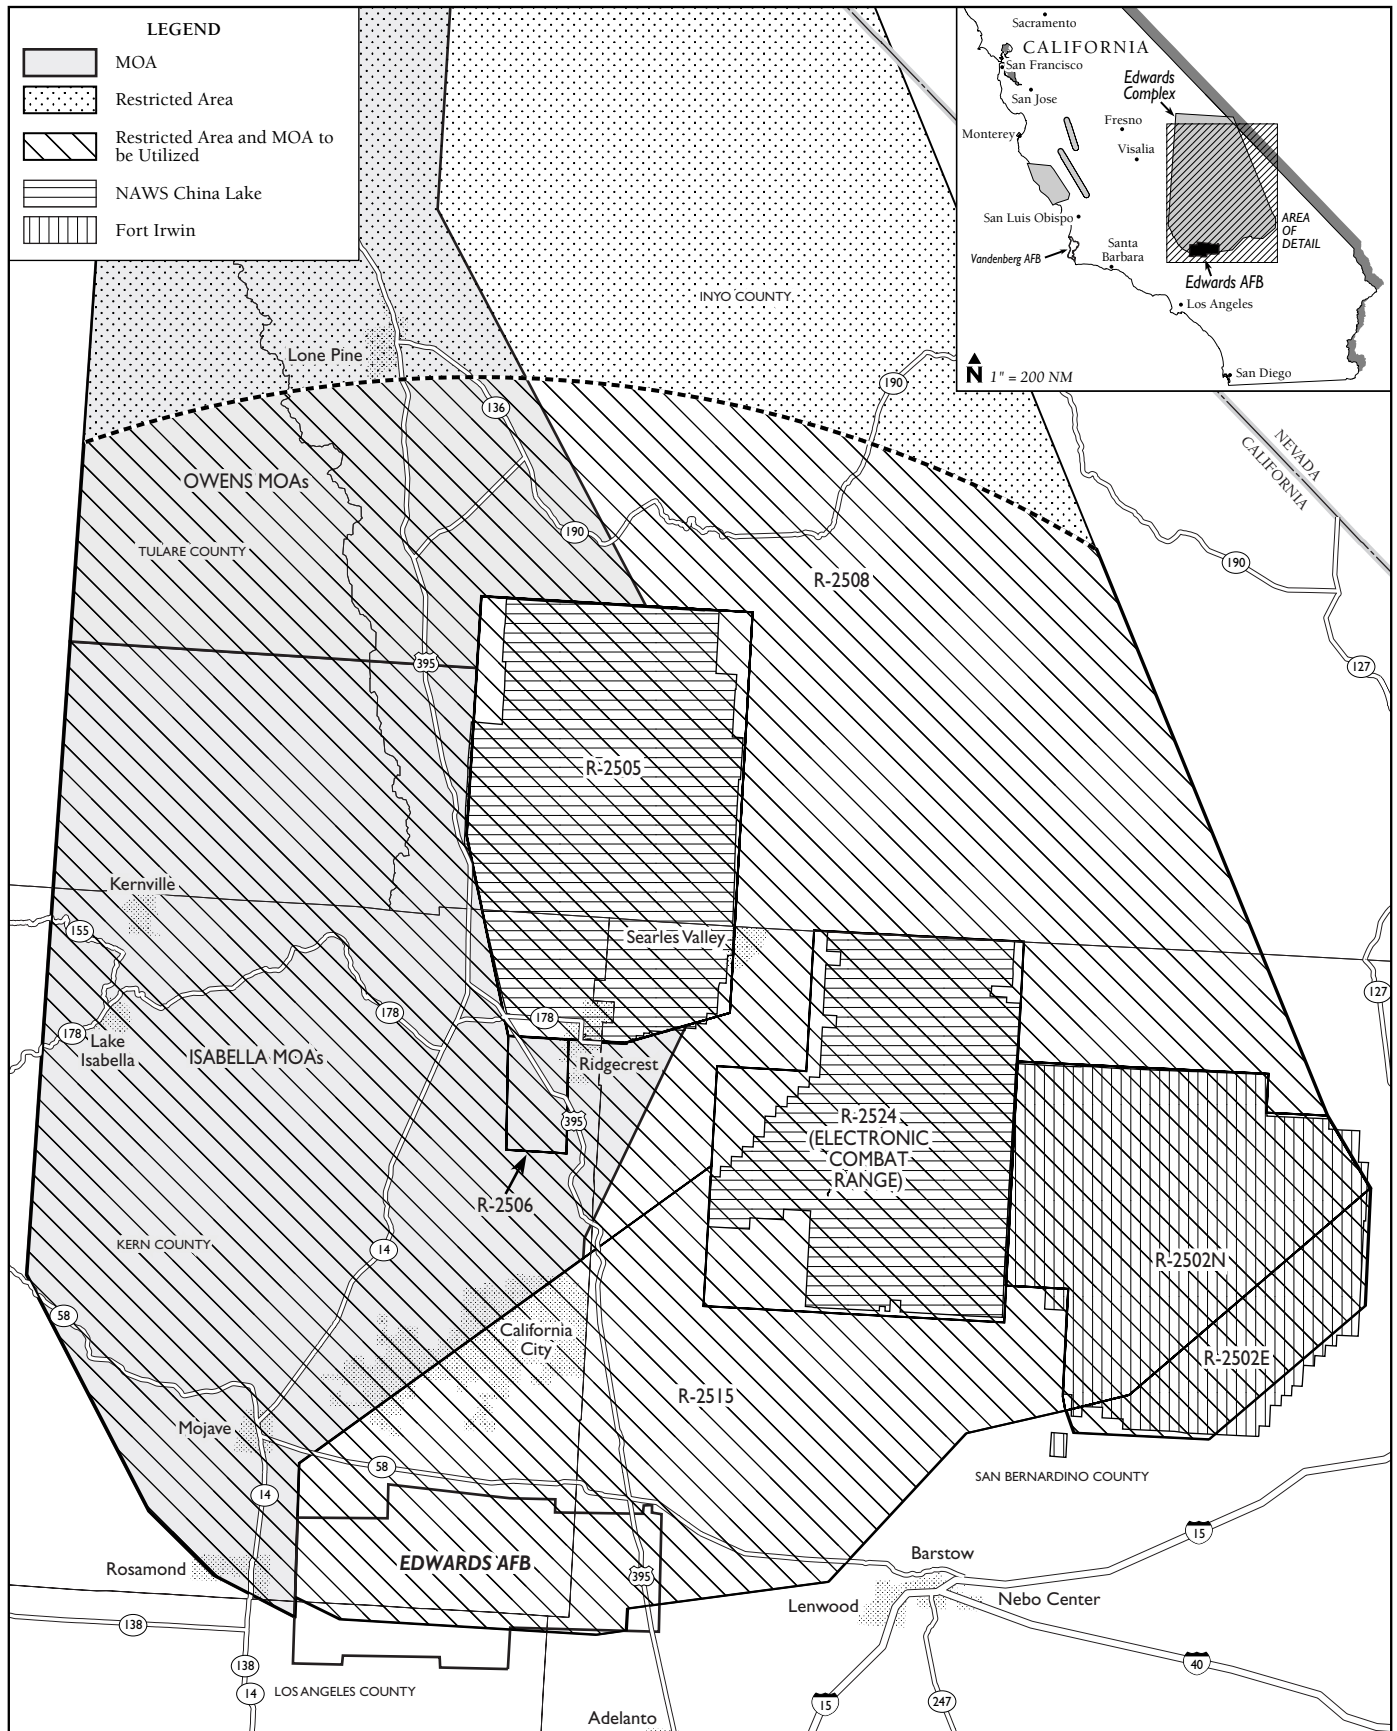 LEGEND
MOA
Restricted Area
Restricted Area and MOA to
be Utilized
NAWS China Lake
Fort Irwin
Sacramento
CALIFORNIA
San Francisco
San Jose
Edwards
Complex
Fresno
Monterey
Visalia
San Luis Obispo
AREA
OF
DETAIL
Vandenberg AFB
Santa
Barbara
Edwards AFB
Los Angeles
N 1" = 200 NM
San Diego
INYO COUNTY
Lone Pine
190
136
NEVADA
CALIFORNIA
OWENS MOAs
190
TULARE COUNTY
190
R-2508
395
127
R-2505
Kernville
155
Searles Valley
127
178
178
178
Lake
Isabella
ISABELLA MOAs
Ridgecrest
395
R-2524
(ELECTRONIC
COMBAT
RANGE)
R-2506
KERN COUNTY
14
R-2502N
58
California
City
R-2502E
R-2515
Mojave
58
SAN BERNARDINO COUNTY
14
15
EDWARDS AFB
Barstow
Rosamond
395
Lenwood
Nebo Center
138
138
40
14
LOS ANGELES COUNTY
15
247
Adelanto